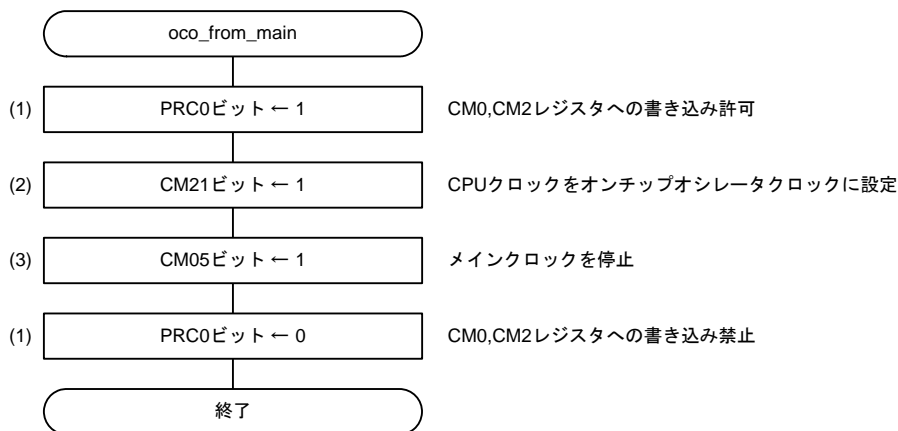 oco_from_main
(1) PRC0ビット ← 1 CM0,CM2レジスタへの書き込み許可
(2) CM21ビット ← 1 CPUクロックをオンチップオシレータクロックに設定
(3) CM05ビット ← 1 メインクロックを停止
(1) PRC0ビット ← 0 CM0,CM2レジスタへの書き込み禁止
終了